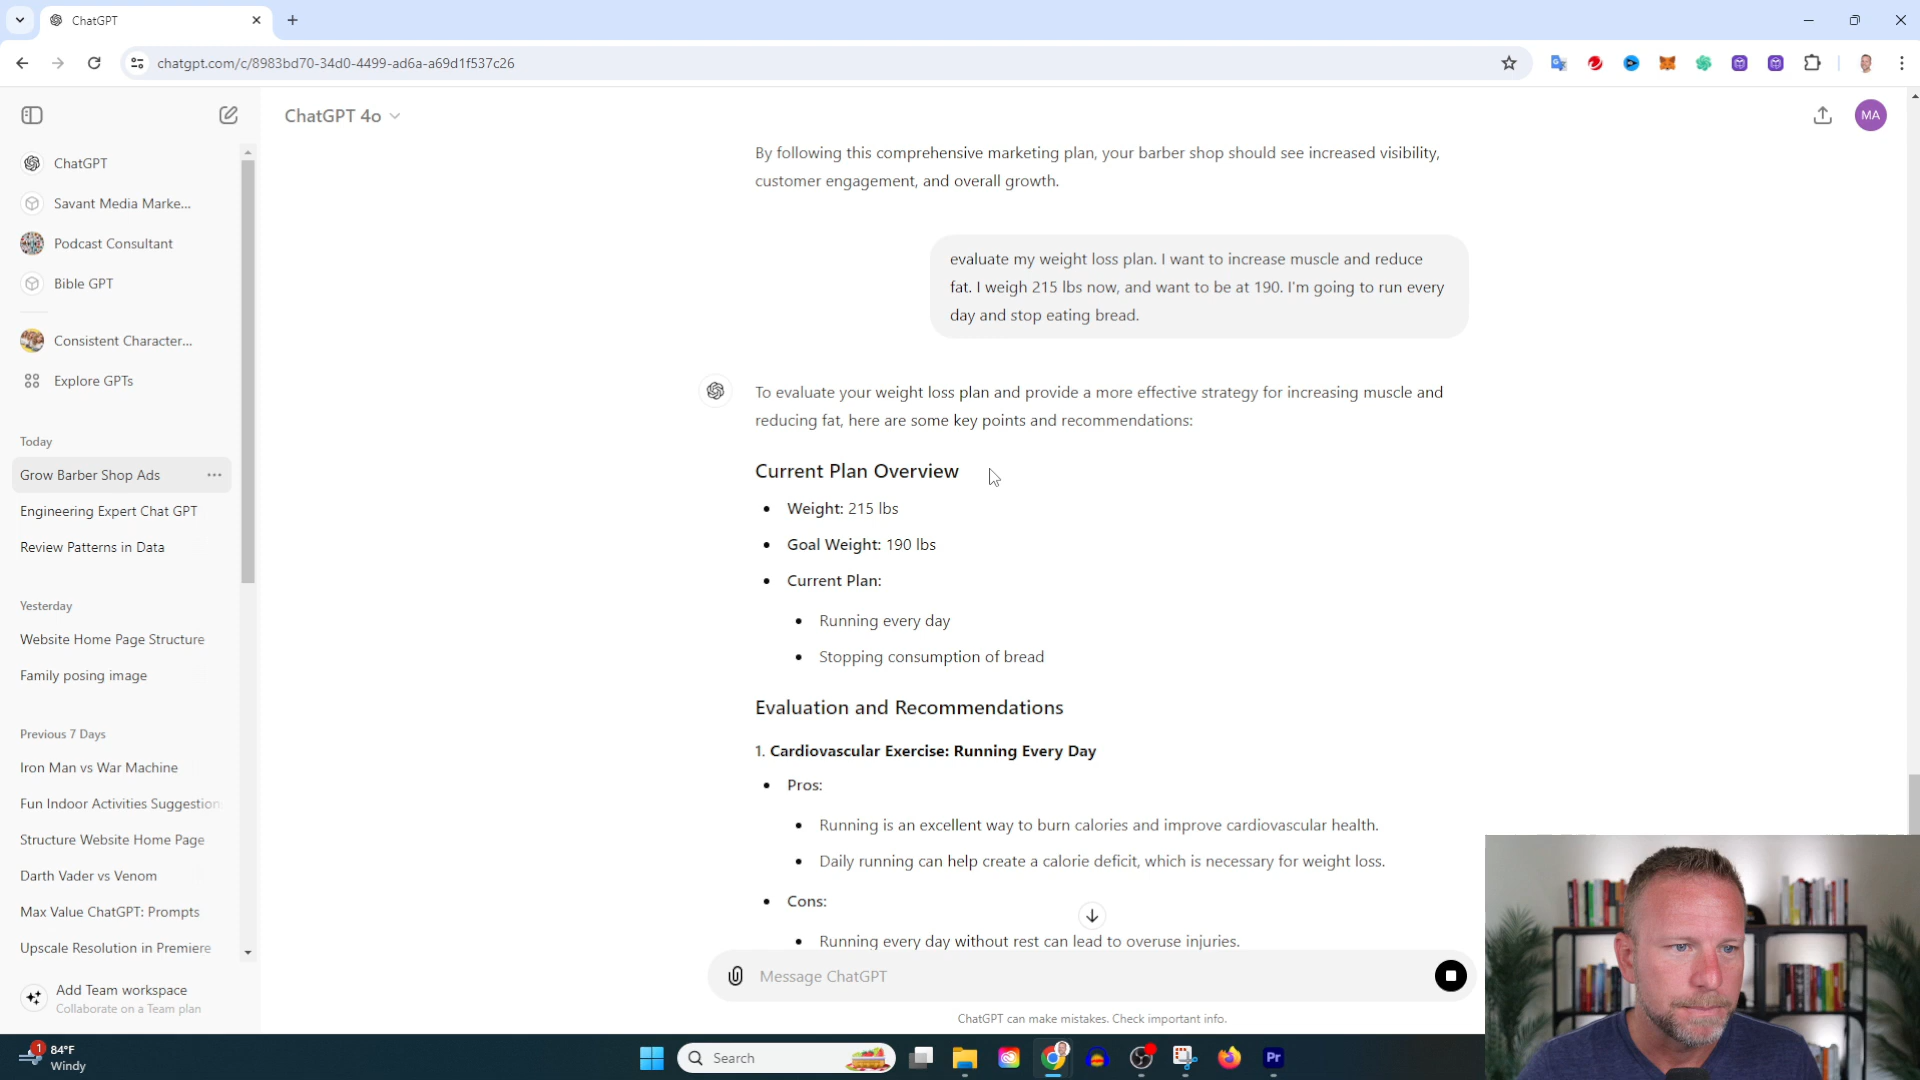 ChatGPT
chatgpt.com/c/8983bd70-34d0-4499-ad6a-a69d1f537c26
ChatGPT 4o
MA
ChatGPT
Savant Media Marke...
Podcast Consultant
Bible GPT
Consistent Character...
Explore GPTs
Today
Grow Barber Shop Ads
Engineering Expert Chat GPT
Review Patterns in Data
Yesterday
Website Home Page Structure
Family posing image
Previous 7 Days
Iron Man vs War Machine
Fun Indoor Activities Suggestion
Structure Website Home Page
Darth Vader vs Venom
Max Value ChatGPT: Prompts
Upscale Resolution in Premiere
Add Team workspace
Collaborate on a Team plan
By following this comprehensive marketing plan, your barber shop should see increased visibility,
customer engagement, and overall growth.
evaluate my weight loss plan. I want to increase muscle and reduce
fat. I weigh 215 lbs now, and want to be at 190. I'm going to run every
day and stop eating bread.
To evaluate your weight loss plan and provide a more effective strategy for increasing muscle and
reducing fat, here are some key points and recommendations:
Current Plan Overview
• Weight: 215 lbs
• Goal Weight: 190 lbs
• Current Plan:
• Running every day
• Stopping consumption of bread
Evaluation and Recommendations
1. Cardiovascular Exercise: Running Every Day
• Pros:
• Running is an excellent way to burn calories and improve cardiovascular health.
• Daily running can help create a calorie deficit, which is necessary for weight loss.
• Cons:
• Running every day without rest can lead to overuse injuries.
Message ChatGPT
ChatGPT can make mistakes. Check important info.
1
84°F
Windy
Search
Pr